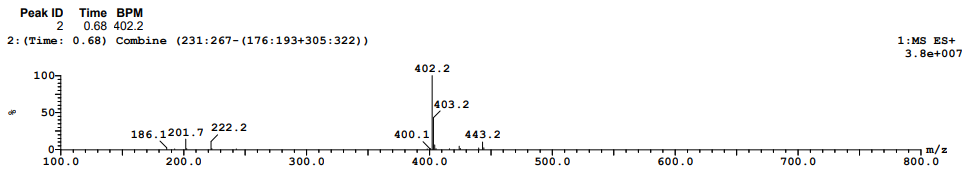 Peak ID Time BPM
2 0.68 402.2
2:(Time: 0.68) Combine (231:267-(176:193+305:322))
1:MS ES+
3.8e+007
402.2
100
403.2
%
50
186.1 201.7 222.2 400.1 443.2
0
m/z
100.0 200.0 300.0 400.0 500.0 600.0 700.0 800.0